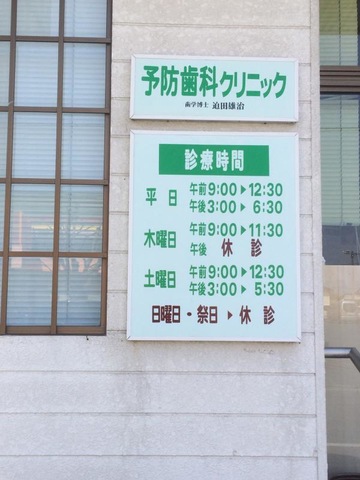 予防歯科クリニック
歯学博士 迫田雄治
診療時間
平日 午前9:00▶12:30
午後3:00▶6:30
木曜日 午前9:00▶11:30
午後 休診
土曜日 午前9:00▶12:30
午後3:00▶5:30
日曜日・祭日▶休診